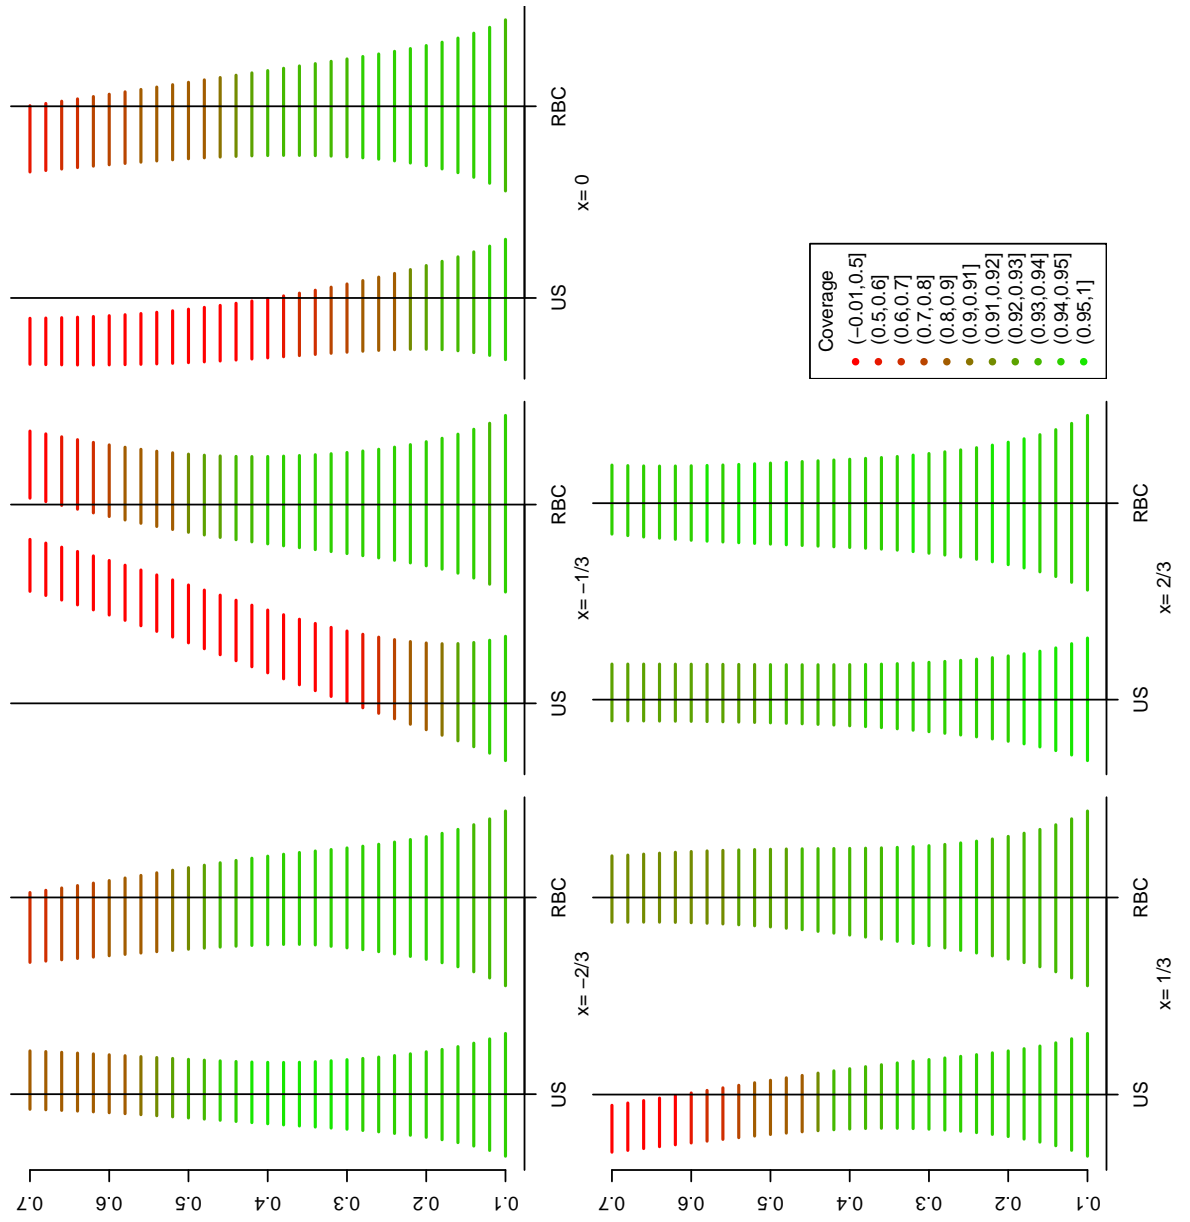 0.7
0.6
0.5
0.4
0.3
0.2
0.1
US
RBC
x= −2/3
US
RBC
x= −1/3
US
RBC
x= 0
0.7
0.6
0.5
0.4
0.3
0.2
0.1
US
RBC
x= 1/3
US
RBC
x= 2/3
Coverage
(−0.01,0.5]
(0.5,0.6]
(0.6,0.7]
(0.7,0.8]
(0.8,0.9]
(0.9,0.91]
(0.91,0.92]
(0.92,0.93]
(0.93,0.94]
(0.94,0.95]
(0.95,1]